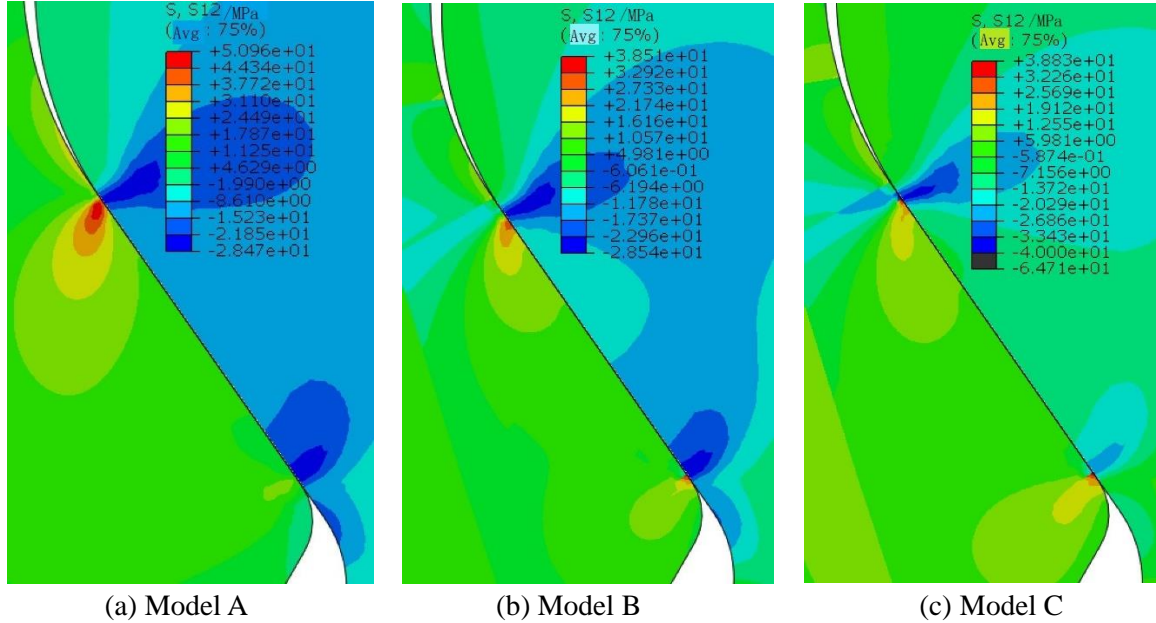 S, S12/MPa
(Avg: 75%)
+5.096e+01
+4.434e+01
+3.772e+01
+3.110e+01
+2.449e+01
+1.787e+01
+1.125e+01
+4.629e+00
-1.990e+00
-8.610e+00
-1.523e+01
-2.185e+01
-2.847e+01
S, S12/MPa
(Avg: 75%)
+3.851e+01
+3.292e+01
+2.733e+01
+2.174e+01
+1.616e+01
+1.057e+01
+4.981e+00
-6.061e-01
-6.194e+00
-1.178e+01
-1.737e+01
-2.296e+01
-2.854e+01
S, S12/MPa
(Avg: 75%)
+3.883e+01
+3.226e+01
+2.569e+01
+1.912e+01
+1.255e+01
+5.981e+00
-5.874e-01
-7.156e+00
-1.372e+01
-2.029e+01
-2.686e+01
-3.343e+01
-4.000e+01
-6.471e+01
(a) Model A
(b) Model B
(c) Model C